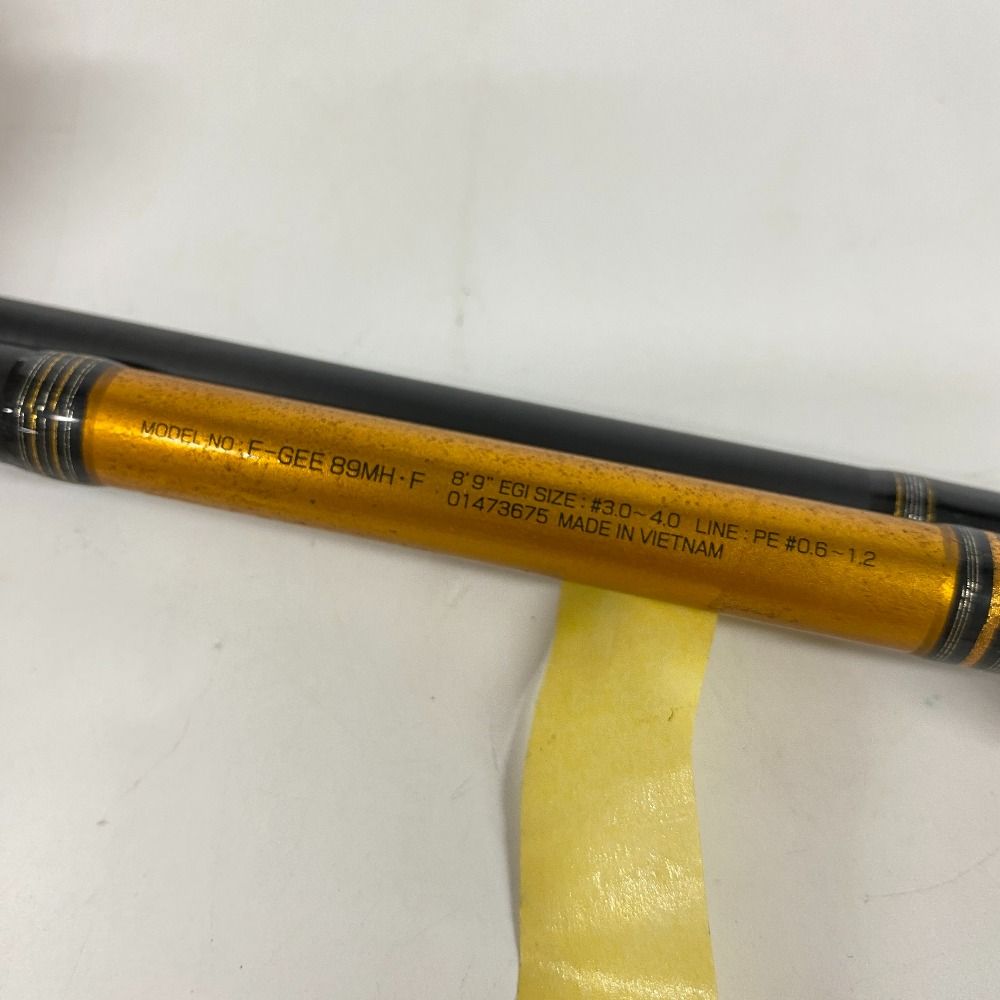 MODEL NO : F-GEE 89MH·F 8'9" EGI SIZE : #3.0~4.0 LINE : PE #0.6~1.2
01473675 MADE IN VIETNAM